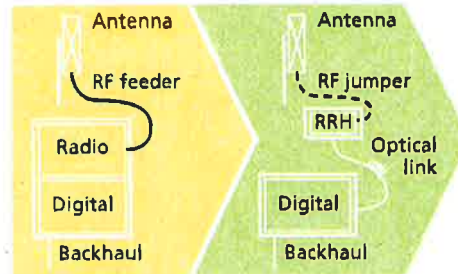 Antenna
RF feeder
Radio
Digital
Backhaul
Antenna
RF jumper
RRH
Optical
link
Digital
Backhaul